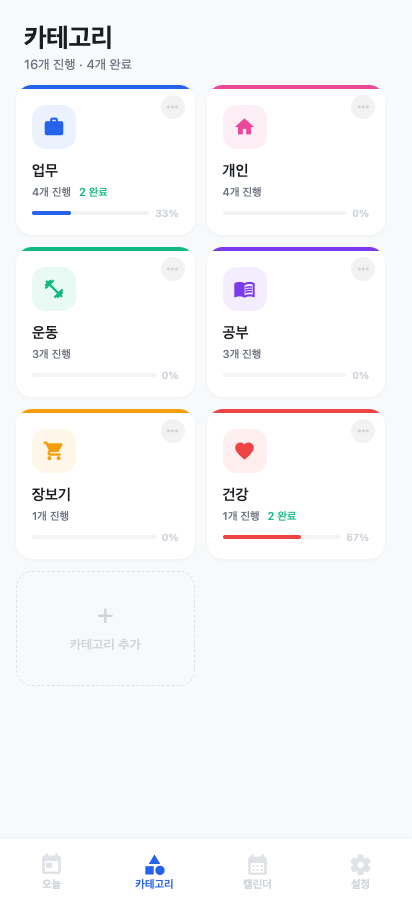 카테고리
16개 진행 · 4개 완료
업무
4개 진행 2 완료
33%
개인
4개 진행
0%
운동
3개 진행
0%
공부
3개 진행
0%
장보기
1개 진행
0%
건강
1개 진행 2 완료
67%
+
카테고리 추가
오늘
카테고리
캘린더
설정